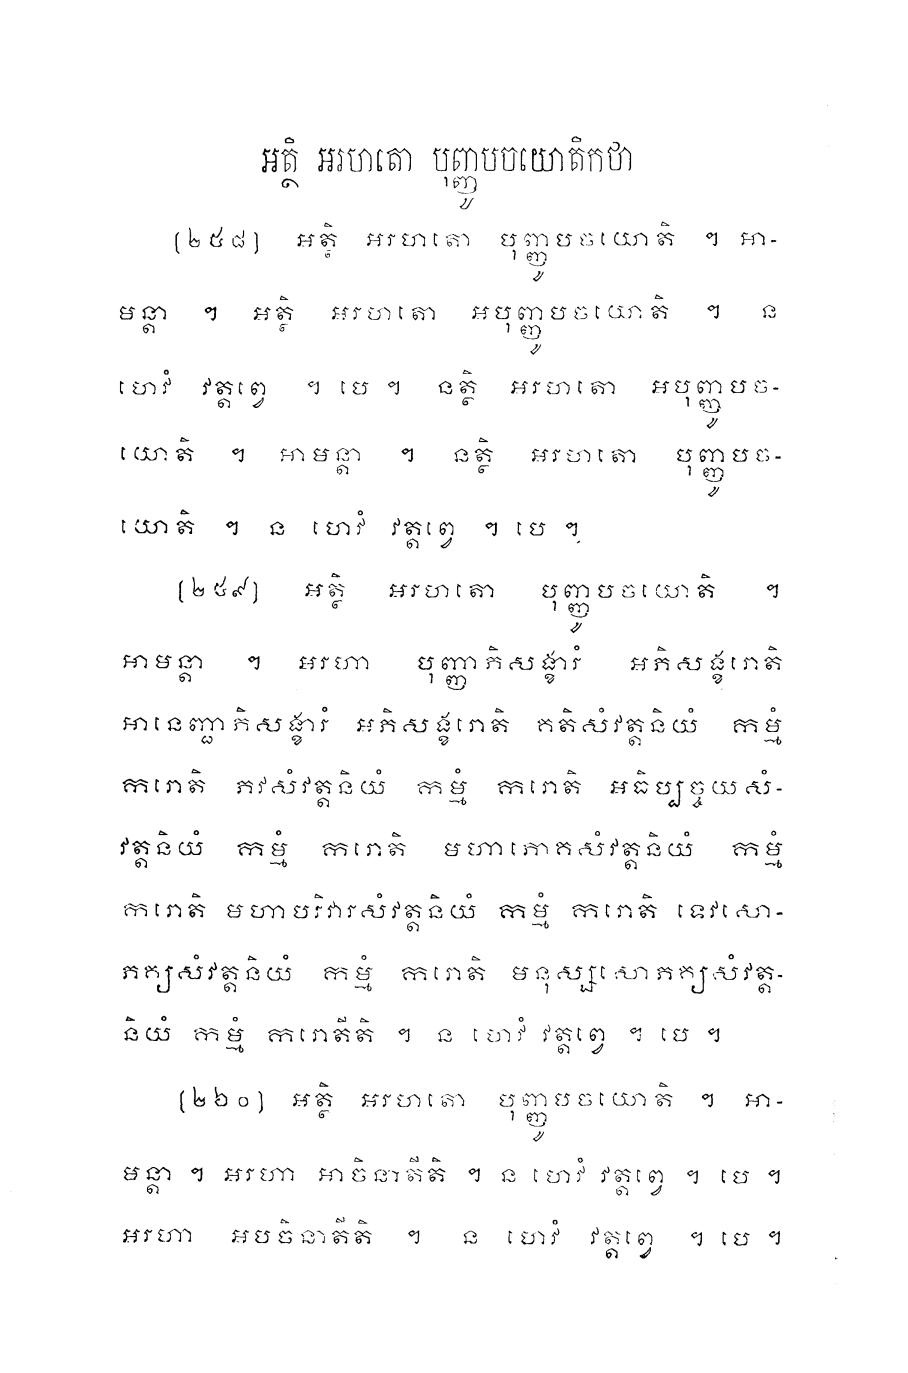 អត្ថិ អរហតោ បុញ្ញូបចយោតិកថា
[២៥៨] អត្ថិ អរហតោ បុញ្ញូបចយោតិ ។ អា-
មន្តា ។ អត្ថិ អរហតោ អបុញ្ញូបចយោតិ ។ ន
ហេវំ វត្តព្វេ ។ បេ ។ នត្ថិ អរហតោ អបុញ្ញូបច-
យោតិ ។ អាមន្តា ។ នត្ថិ អរហតោ បុញ្ញូបច-
យោតិ ។ ន ហេវំ វត្តព្វេ ។ បេ ។
[២៥៩] អត្ថិ អរហតោ បុញ្ញូបចយោតិ ។
អាមន្តា ។ អរហា បុញ្ញាភិសង្ខារំ អភិសង្ខរោតិ
អានេញ្ជាភិសង្ខារំ អភិសង្ខរោតិ គតិសំវត្តនិយំ កម្មំ
ករោតិ ភវសំវត្តនិយំ កម្មំ ករោតិ អធិប្បច្ចយសំ-
វត្តនិយំ កម្មំ ករោតិ មហាភោគសំវត្តនិយំ កម្មំ
ករោតិ មហាបរិវារសំវត្តនិយំ កម្មំ ករោតិ ទេវសោ-
ភគ្យសំវត្តនិយំ កម្មំ ករោតិ មនុស្សសោភគ្យសំវត្ត-
និយំ កម្មំ ករោតីតិ ។ ន ហេវំ វត្តព្វេ ។ បេ ។
[២៦០] អត្ថិ អរហតោ បុញ្ញូបចយោតិ ។ អា-
មន្តា ។ អរហា អាចិនាតីតិ ។ ន ហេវំ វត្តព្វេ ។ បេ ។
អរហា អបចិនាតីតិ ។ ន ហេវំ វត្តព្វេ ។ បេ ។